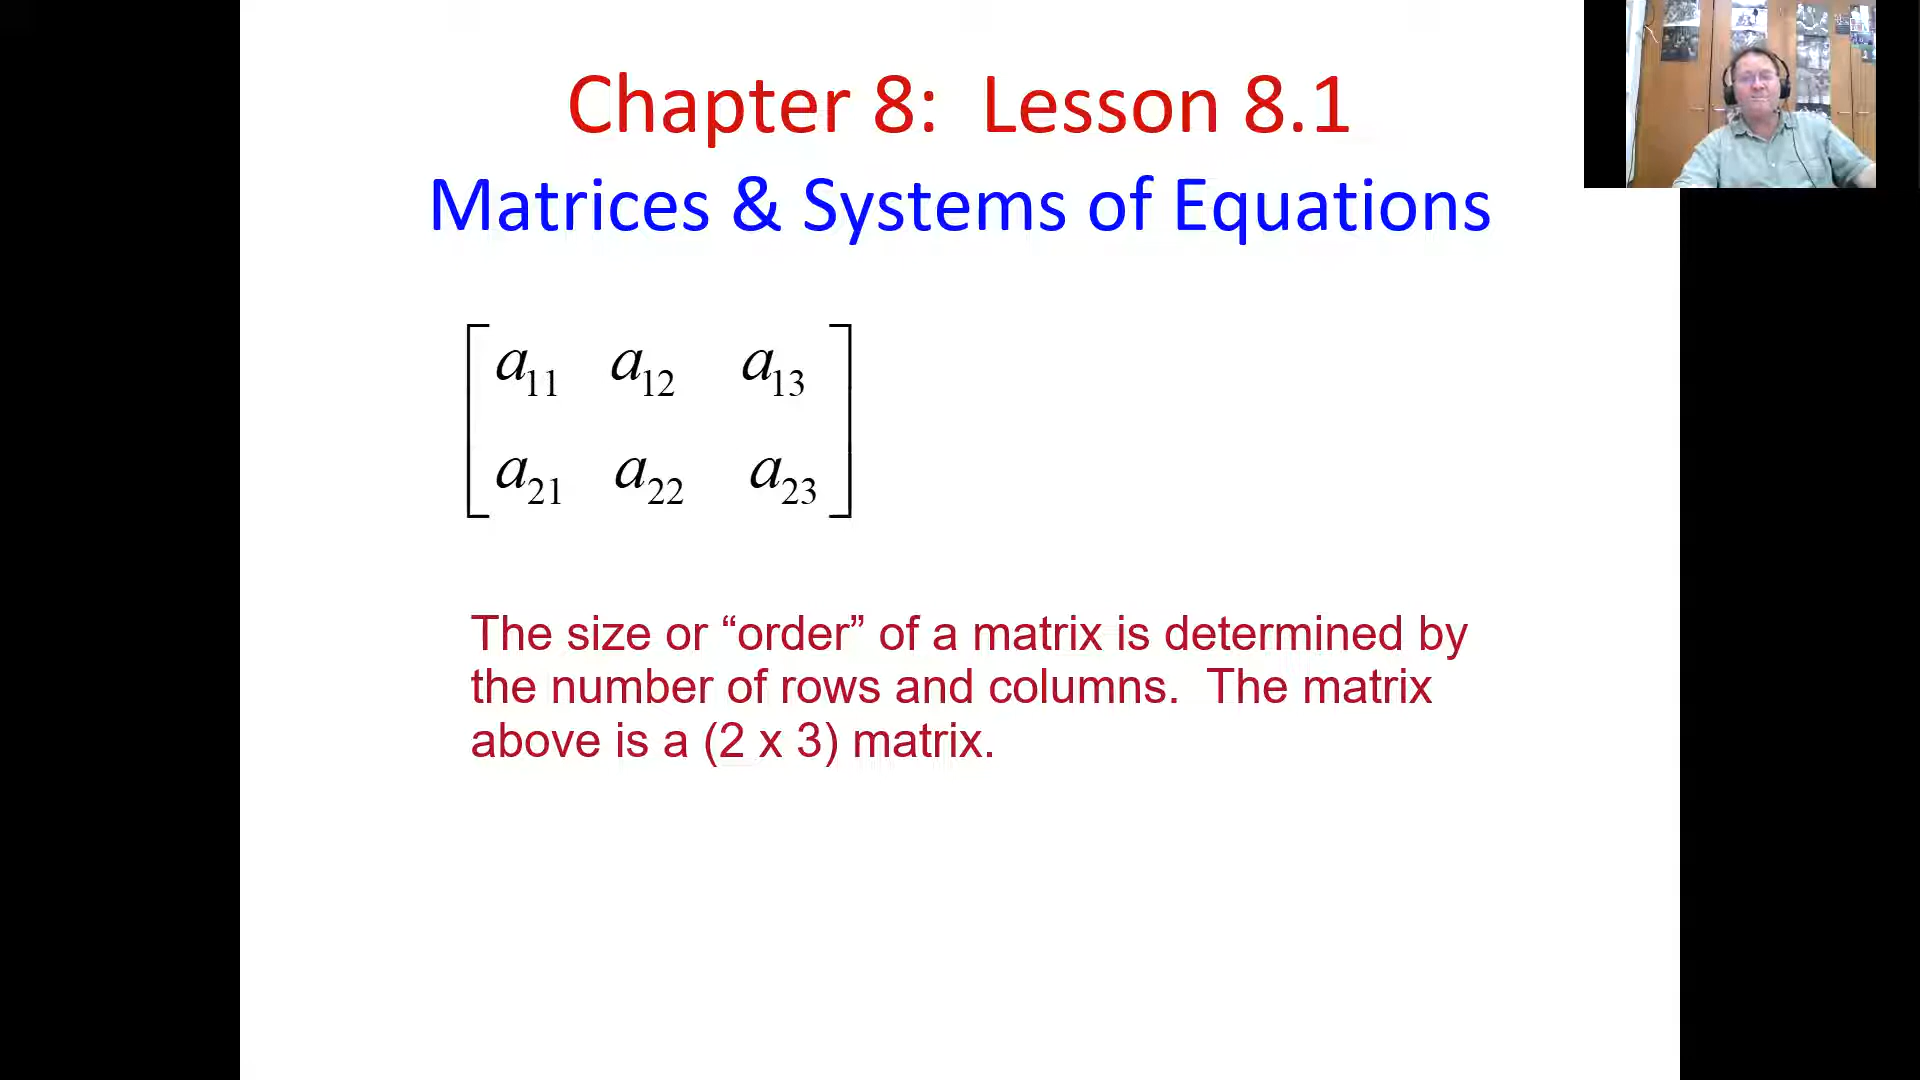 Chapter 8:  Lesson 8.1
Matrices & Systems of Equations
a11 a12 a13
a21 a22 a23
The size or “order” of a matrix is determined by
the number of rows and columns.  The matrix
above is a (2 x 3) matrix.